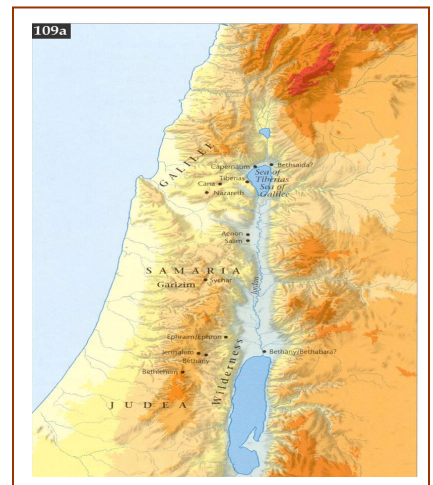 109a
GALILEE
Capernaum
Bethsaida?
Sea of
Tiberias
Sea of
Galilee
Tiberias
Cana
Nazareth
Aenon
Salim
SAMARIA
Garizim
Sychar
Jordan
Ephraim/Ephron
Wilderness
Jerusalem
Bethany
Bethany/Bethabara?
Bethlehem
JUDEA